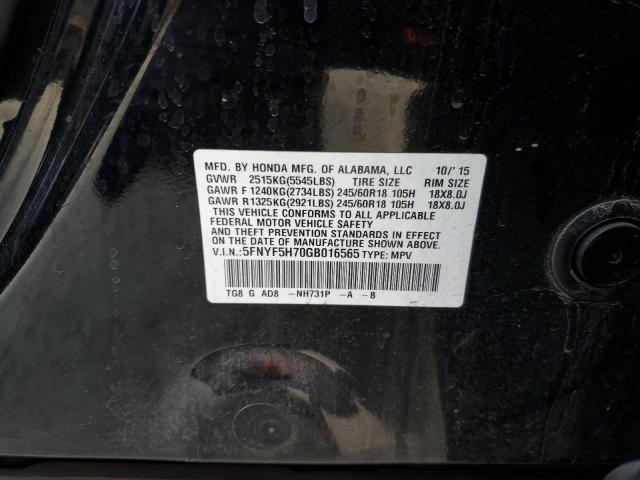 MFD. BY HONDA MFG. OF ALABAMA, LLC 10/'15
GVWR 2515KG(5545LBS) TIRE SIZE RIM SIZE
GAWR F 1240KG(2734LBS) 245/60R18 105H 18X8.0J
GAWR R1325KG(2921LBS) 245/60R18 105H 18X8.0J
THIS VEHICLE CONFORMS TO ALL APPLICABLE
FEDERAL MOTOR VEHICLE SAFETY
AND THEFT PREVENTION STANDARDS IN EFFECT
ON THE DATE OF MANUFACTURE SHOWN ABOVE.
V.I.N.:5FNYF5H70GB016565 TYPE: MPV
TG8 G AD8 -NH731P -A -B